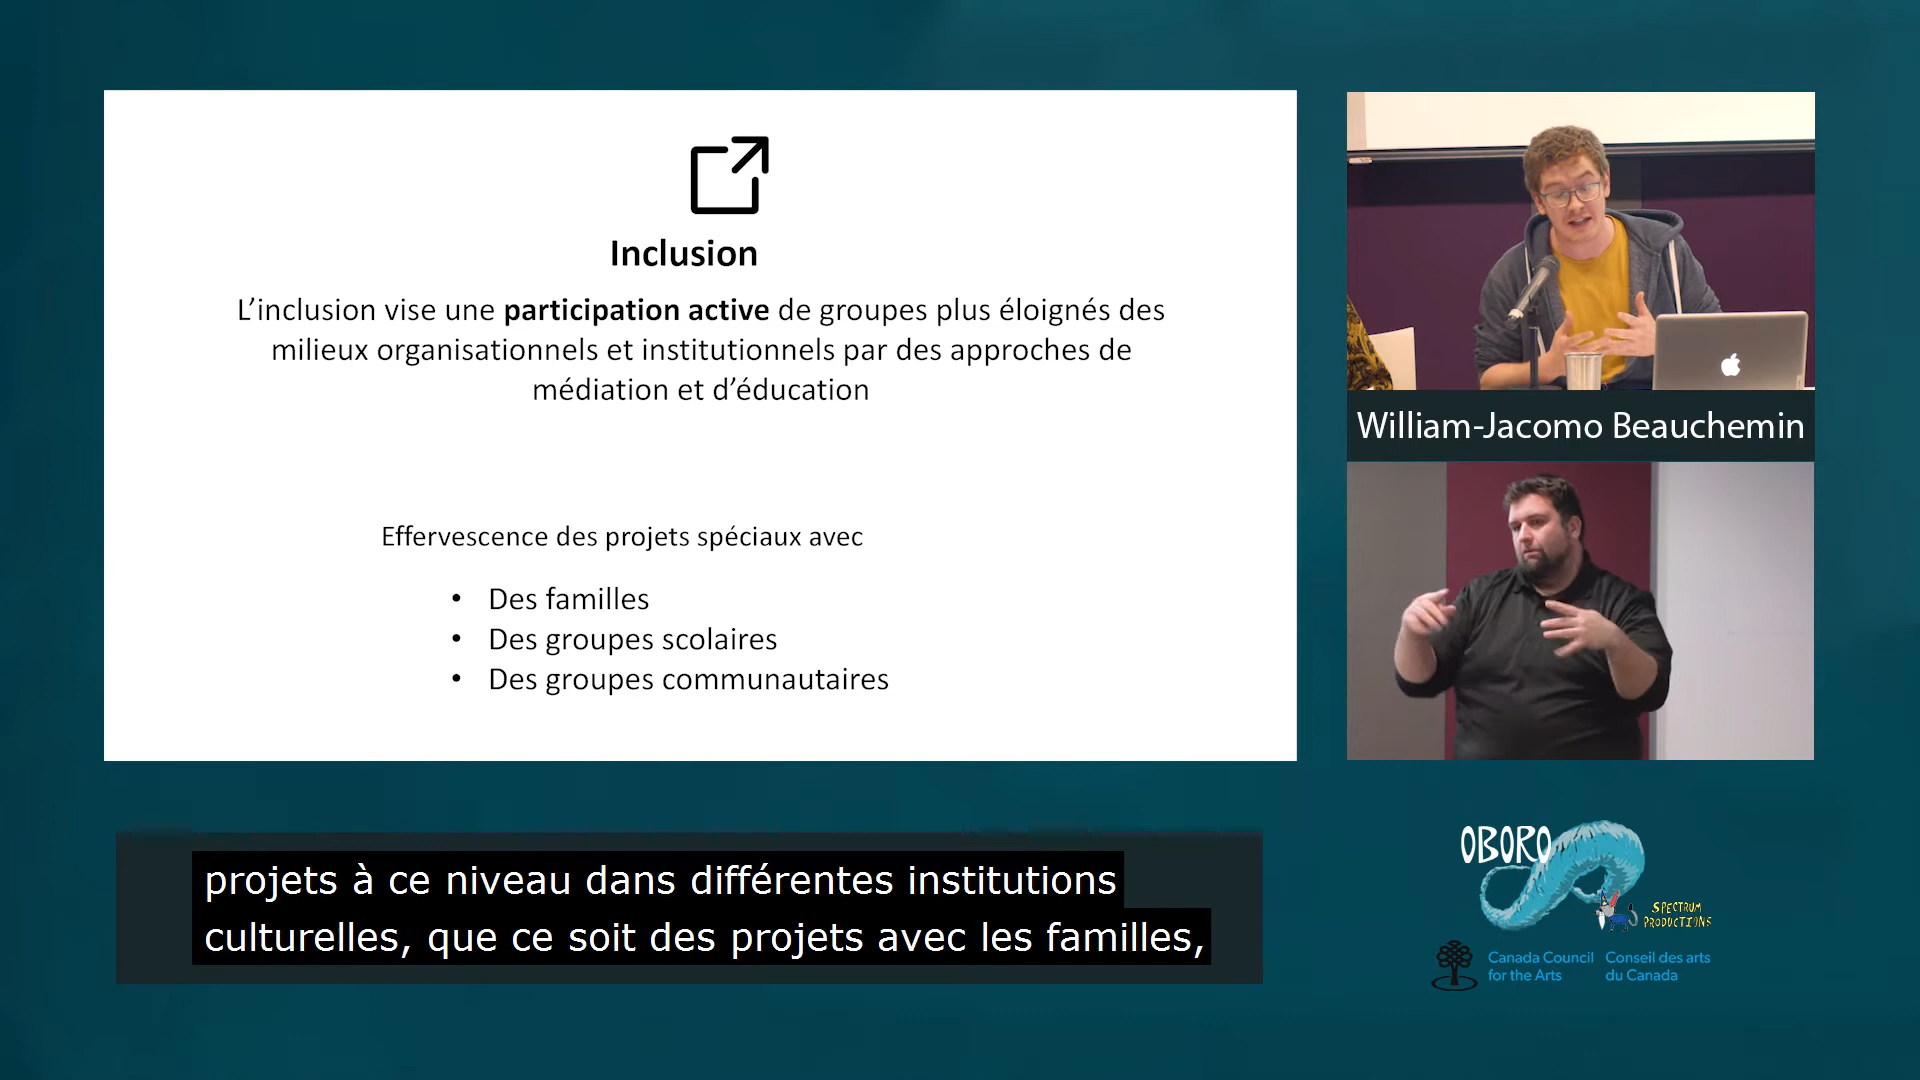 Inclusion
L’inclusion vise une participation active de groupes plus éloignés des
milieux organisationnels et institutionnels par des approches de
médiation et d’éducation
Effervescence des projets spéciaux avec
• Des familles
• Des groupes scolaires
• Des groupes communautaires
William-Jacomo Beauchemin
projets à ce niveau dans différentes institutions
culturelles, que ce soit des projets avec les familles,
OBORO
SPECTRUM
PRODUCTIONS
Canada Council
for the Arts
Conseil des arts
du Canada